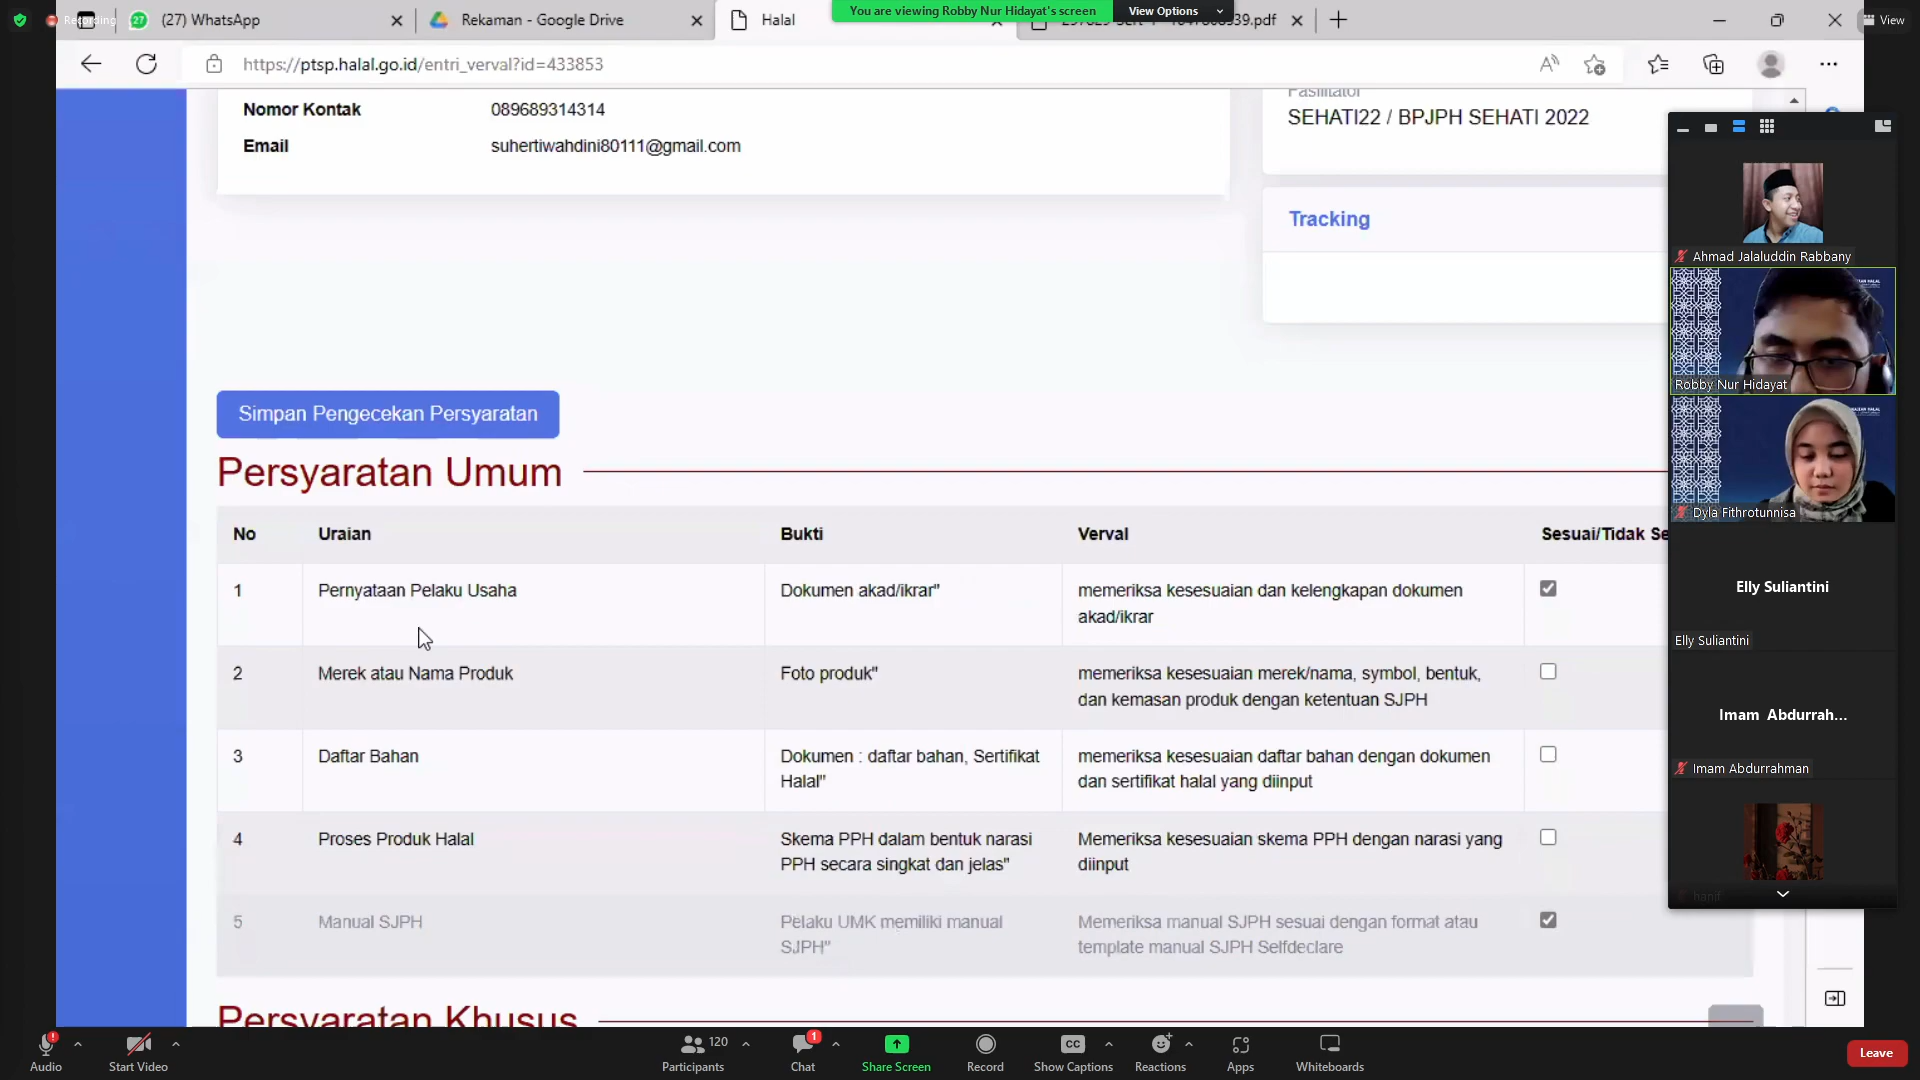 Recording
(27) WhatsApp
Rekaman - Google Drive
Halal
You are viewing Robby Nur Hidayat's screen
View Options
View
https://ptsp.halal.go.id/entri_verval?id=433853
Nomor Kontak 089689314314
Email suhertiwahdini80111@gmail.com
Fasilitator
SEHATI22 / BPJPH SEHATI 2022
Tracking
Simpan Pengecekan Persyaratan
Persyaratan Umum
No Uraian Bukti Verval Sesuai/Tidak Se
1 Pernyataan Pelaku Usaha Dokumen akad/ikrar" memeriksa kesesuaian dan kelengkapan dokumen
akad/ikrar
2 Merek atau Nama Produk Foto produk" memeriksa kesesuaian merek/nama, symbol, bentuk,
dan kemasan produk dengan ketentuan SJPH
3 Daftar Bahan Dokumen : daftar bahan, Sertifikat memeriksa kesesuaian daftar bahan dengan dokumen
Halal" dan sertifikat halal yang diinput
4 Proses Produk Halal Skema PPH dalam bentuk narasi Memeriksa kesesuaian skema PPH dengan narasi yang
PPH secara singkat dan jelas" diinput
5 Manual SJPH Pelaku UMK memiliki manual Memeriksa manual SJPH sesuai dengan format atau
SJPH" template manual SJPH Selfdeclare
Persyaratan Khusus
Ahmad Jalaluddin Rabbany
Robby Nur Hidayat
Dyla Fithrotunnisa
Elly Suliantini
Elly Suliantini
Imam Abdurrah...
Imam Abdurrahman
hanif
Audio
Start Video
120
Participants
1
Chat
Share Screen
Record
CC
Show Captions
Reactions
Apps
Whiteboards
Leave